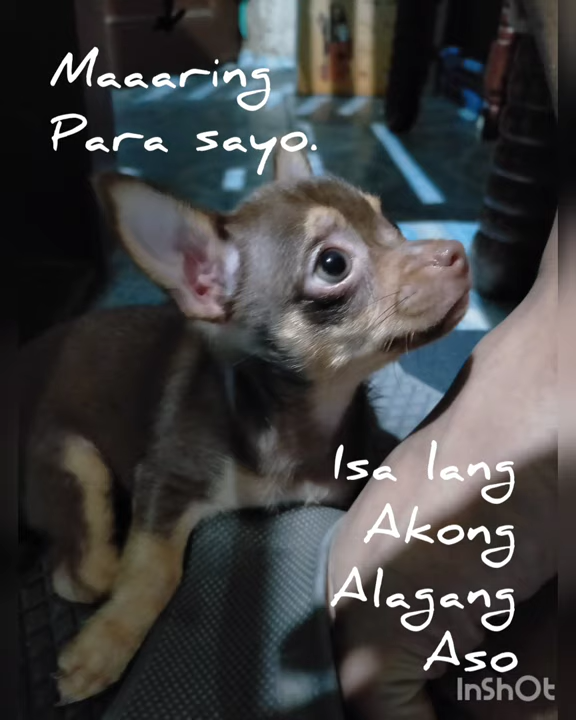 Maaaring
Para sayo.
Isa lang
Akong
Alagang
Aso
InShOt